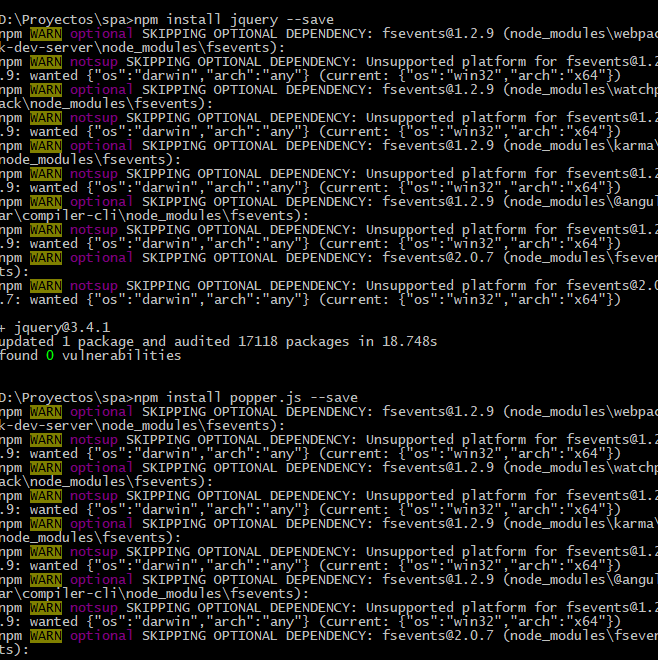 D:\Proyectos\spa>npm install jquery --save
npm WARN optional SKIPPING OPTIONAL DEPENDENCY: fsevents@1.2.9 (node_modules\webpac
k-dev-server\node_modules\fsevents):
npm WARN notsup SKIPPING OPTIONAL DEPENDENCY: Unsupported platform for fsevents@1.2
.9: wanted {"os":"darwin","arch":"any"} (current: {"os":"win32","arch":"x64"})
npm WARN optional SKIPPING OPTIONAL DEPENDENCY: fsevents@1.2.9 (node_modules\watchp
ack\node_modules\fsevents):
npm WARN notsup SKIPPING OPTIONAL DEPENDENCY: Unsupported platform for fsevents@1.2
.9: wanted {"os":"darwin","arch":"any"} (current: {"os":"win32","arch":"x64"})
npm WARN optional SKIPPING OPTIONAL DEPENDENCY: fsevents@1.2.9 (node_modules\karma\
node_modules\fsevents):
npm WARN notsup SKIPPING OPTIONAL DEPENDENCY: Unsupported platform for fsevents@1.2
.9: wanted {"os":"darwin","arch":"any"} (current: {"os":"win32","arch":"x64"})
npm WARN optional SKIPPING OPTIONAL DEPENDENCY: fsevents@1.2.9 (node_modules\@angul
ar\compiler-cli\node_modules\fsevents):
npm WARN notsup SKIPPING OPTIONAL DEPENDENCY: Unsupported platform for fsevents@1.2
.9: wanted {"os":"darwin","arch":"any"} (current: {"os":"win32","arch":"x64"})
npm WARN optional SKIPPING OPTIONAL DEPENDENCY: fsevents@2.0.7 (node_modules\fseven
ts):
npm WARN notsup SKIPPING OPTIONAL DEPENDENCY: Unsupported platform for fsevents@2.0
.7: wanted {"os":"darwin","arch":"any"} (current: {"os":"win32","arch":"x64"})
+ jquery@3.4.1
updated 1 package and audited 17118 packages in 18.748s
found 0 vulnerabilities
D:\Proyectos\spa>npm install popper.js --save
npm WARN optional SKIPPING OPTIONAL DEPENDENCY: fsevents@1.2.9 (node_modules\webpac
k-dev-server\node_modules\fsevents):
npm WARN notsup SKIPPING OPTIONAL DEPENDENCY: Unsupported platform for fsevents@1.2
.9: wanted {"os":"darwin","arch":"any"} (current: {"os":"win32","arch":"x64"})
npm WARN optional SKIPPING OPTIONAL DEPENDENCY: fsevents@1.2.9 (node_modules\watchp
ack\node_modules\fsevents):
npm WARN notsup SKIPPING OPTIONAL DEPENDENCY: Unsupported platform for fsevents@1.2
.9: wanted {"os":"darwin","arch":"any"} (current: {"os":"win32","arch":"x64"})
npm WARN optional SKIPPING OPTIONAL DEPENDENCY: fsevents@1.2.9 (node_modules\karma\
node_modules\fsevents):
npm WARN notsup SKIPPING OPTIONAL DEPENDENCY: Unsupported platform for fsevents@1.2
.9: wanted {"os":"darwin","arch":"any"} (current: {"os":"win32","arch":"x64"})
npm WARN optional SKIPPING OPTIONAL DEPENDENCY: fsevents@1.2.9 (node_modules\@angul
ar\compiler-cli\node_modules\fsevents):
npm WARN notsup SKIPPING OPTIONAL DEPENDENCY: Unsupported platform for fsevents@1.2
.9: wanted {"os":"darwin","arch":"any"} (current: {"os":"win32","arch":"x64"})
npm WARN optional SKIPPING OPTIONAL DEPENDENCY: fsevents@2.0.7 (node_modules\fseven
ts):